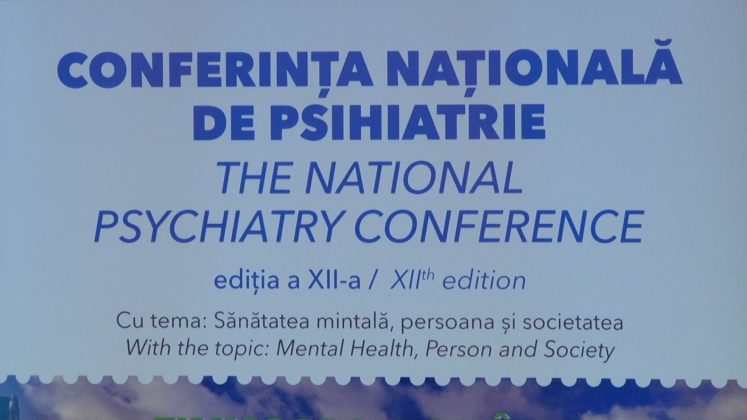 CONFERINȚA NAȚIONALĂ
DE PSIHIATRIE
THE NATIONAL
PSYCHIATRY CONFERENCE
ediția a XII-a / XIIth edition
Cu tema: Sănătatea mintală, persoana și societatea
With the topic: Mental Health, Person and Society